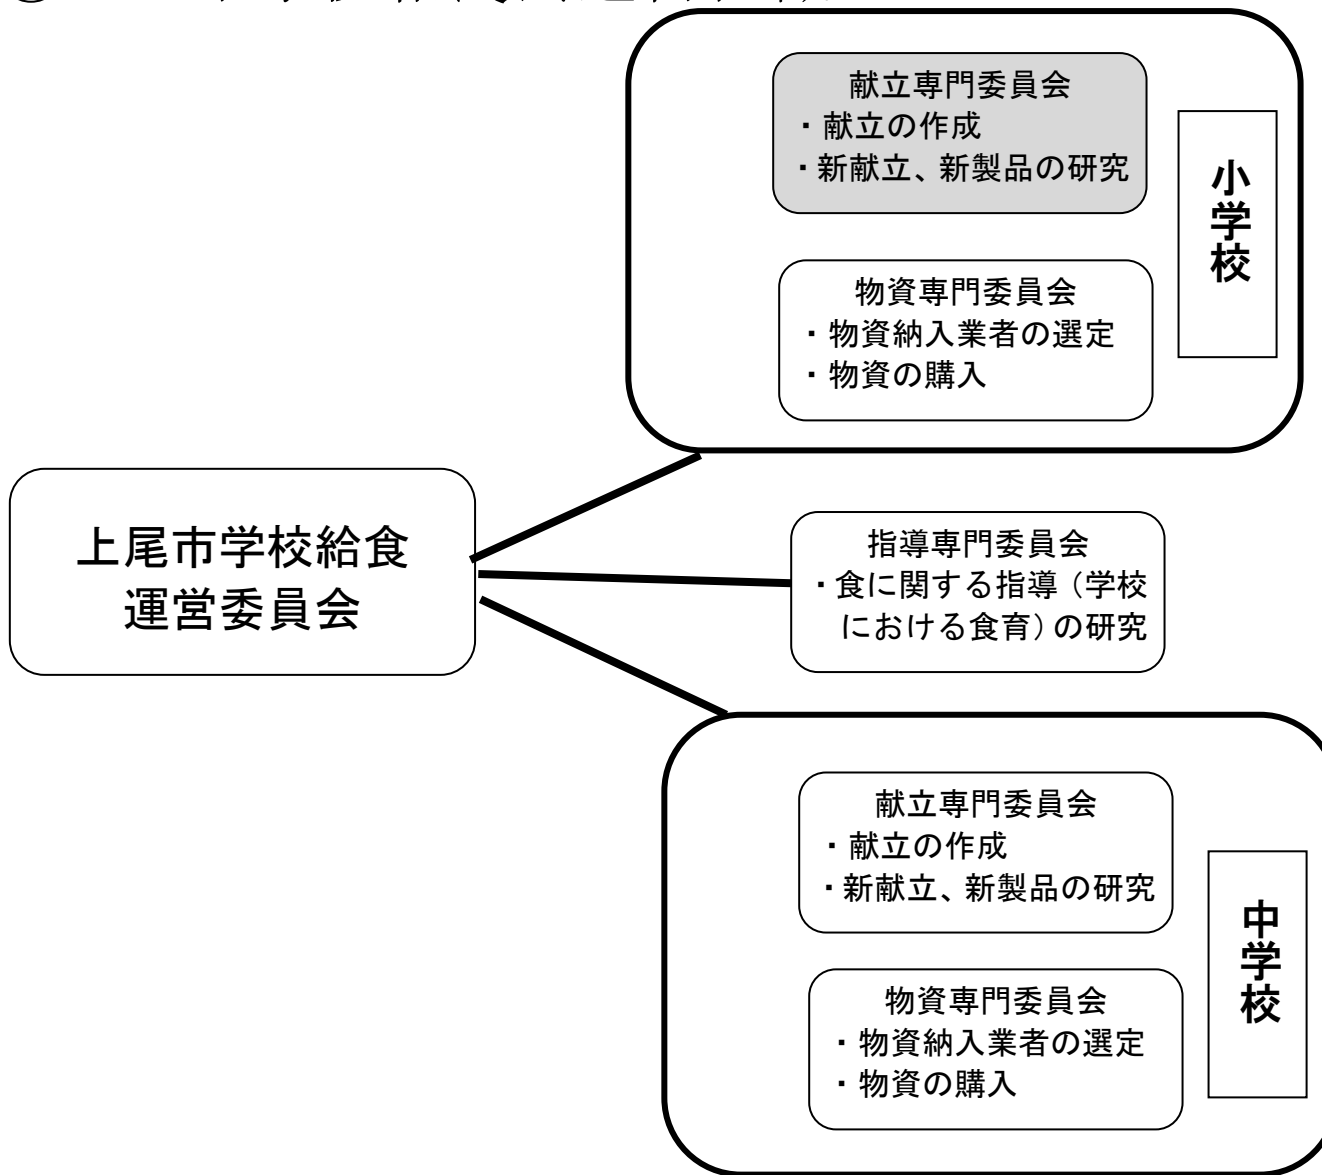 献立専門委員会
・献立の作成
・新献立、新製品の研究
小学校
物資専門委員会
・物資納入業者の選定
・物資の購入
上尾市学校給食
運営委員会
指導専門委員会
・食に関する指導（学校
における食育）の研究
献立専門委員会
・献立の作成
・新献立、新製品の研究
中学校
物資専門委員会
・物資納入業者の選定
・物資の購入